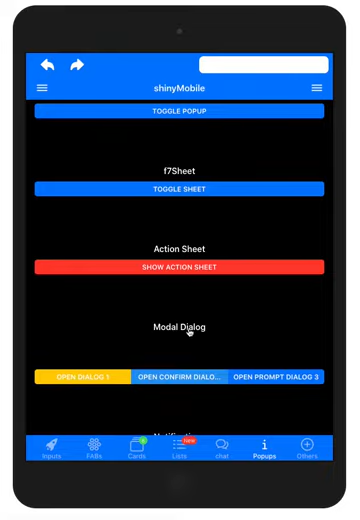 shinyMobile
TOGGLE POPUP
f7Sheet
TOGGLE SHEET
Action Sheet
SHOW ACTION SHEET
Modal Dialog
OPEN DIALOG 1 OPEN CONFIRM DIALO... OPEN PROMPT DIALOG 3
New
Inputs FABs Cards Lists chat Popups Others